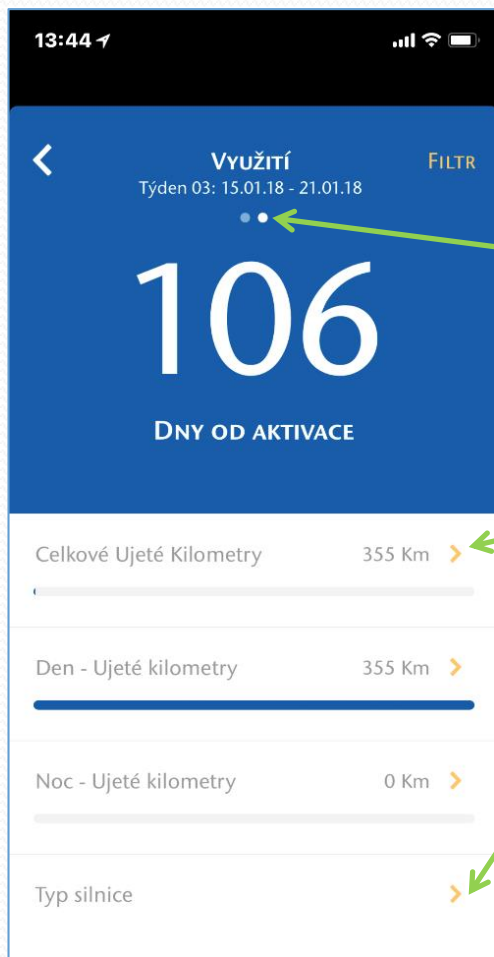 13:44
Využití
Filtr
Týden 03: 15.01.18 - 21.01.18
106
Dny od aktivace
Celkové Ujeté Kilometry 355 Km
Den - Ujeté kilometry 355 Km
Noc - Ujeté kilometry 0 Km
Typ silnice